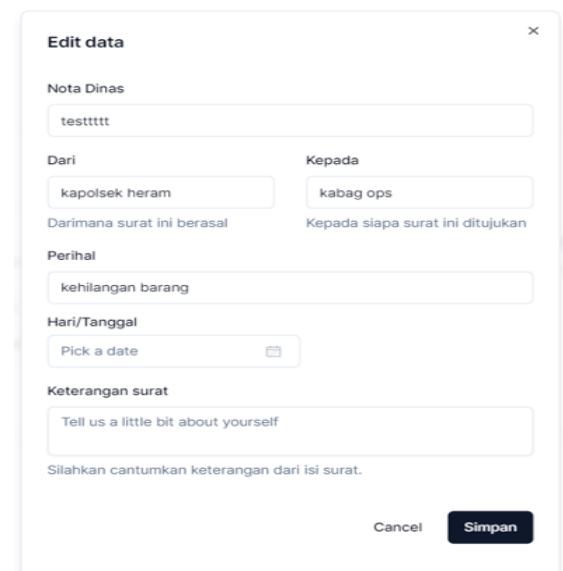 Edit data
Nota Dinas
testtttt
Dari Kepada
kapolsek heram kabag ops
Darimana surat ini berasal Kepada siapa surat ini ditujukan
Perihal
kehilangan barang
Hari/Tanggal
Pick a date
Keterangan surat
Tell us a little bit about yourself
Silahkan cantumkan keterangan dari isi surat.
Cancel Simpan